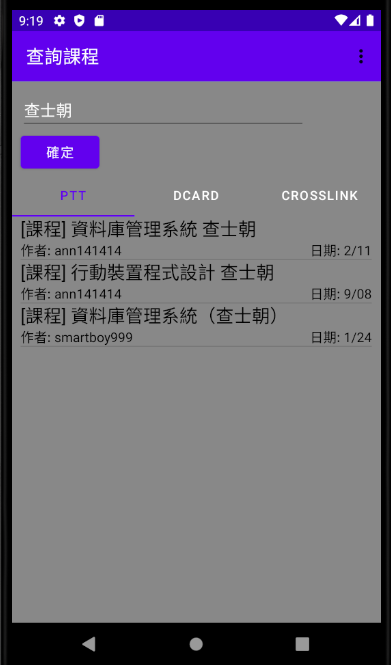 9:19
查詢課程
查士朝
確定
PTT DCARD CROSSLINK
[課程] 資料庫管理系統 查士朝
作者: ann141414 日期: 2/11
[課程] 行動裝置程式設計 查士朝
作者: ann141414 日期: 9/08
[課程] 資料庫管理系統（查士朝）
作者: smartboy999 日期: 1/24